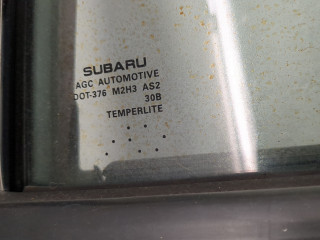 SUBARU
AGC AUTOMOTIVE
DOT-376 M2H3 AS2
30B
TEMPERLITE